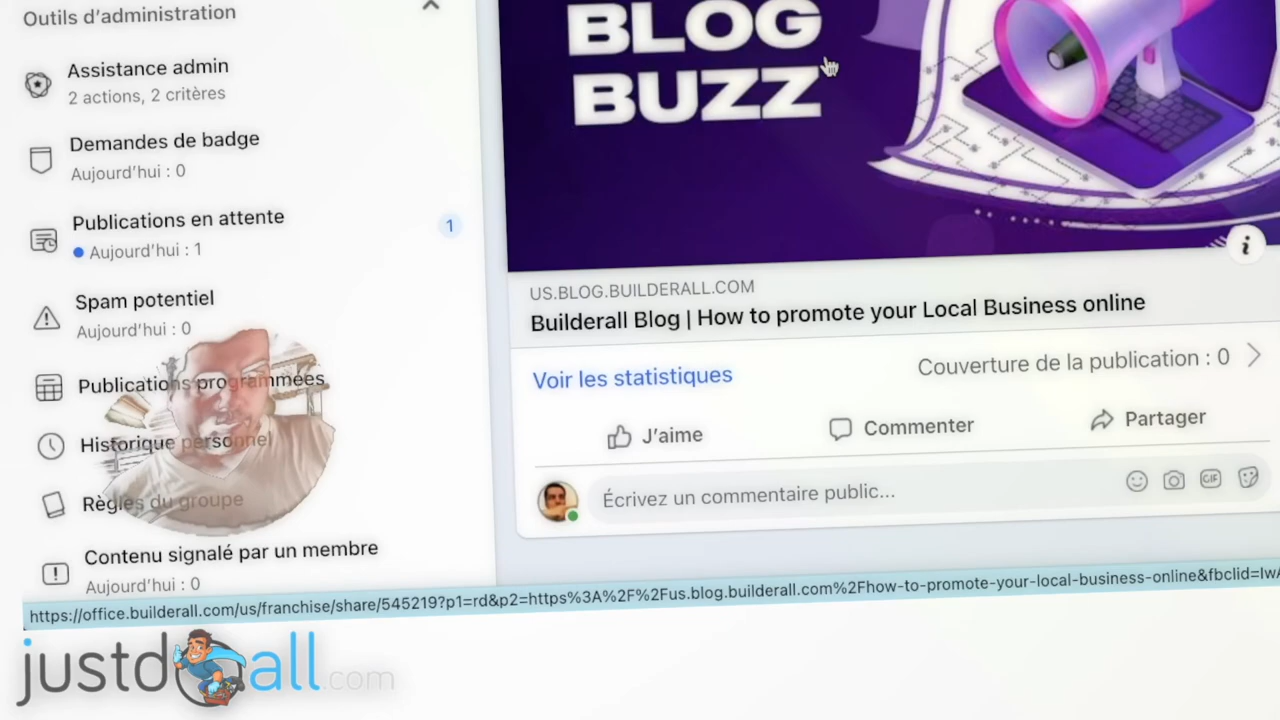 Outils d'administration
Assistance admin
2 actions, 2 critères
Demandes de badge
Aujourd'hui : 0
Publications en attente
1
Aujourd'hui : 1
Spam potentiel
Aujourd'hui : 0
Publications programmées
Historique personnel
Règles du groupe
Contenu signalé par un membre
Aujourd'hui : 0
BLOG
BUZZ
i
US.BLOG.BUILDERALL.COM
Builderall Blog | How to promote your Local Business online
Voir les statistiques
Couverture de la publication : 0
J'aime
Commenter
Partager
Écrivez un commentaire public...
GIF
https://office.builderall.com/us/franchise/share/545219?p1=rd&p2=https%3A%2F%2Fus.blog.builderall.com%2Fhow-to-promote-your-local-business-online&fbclid=IwA
justdoall.com